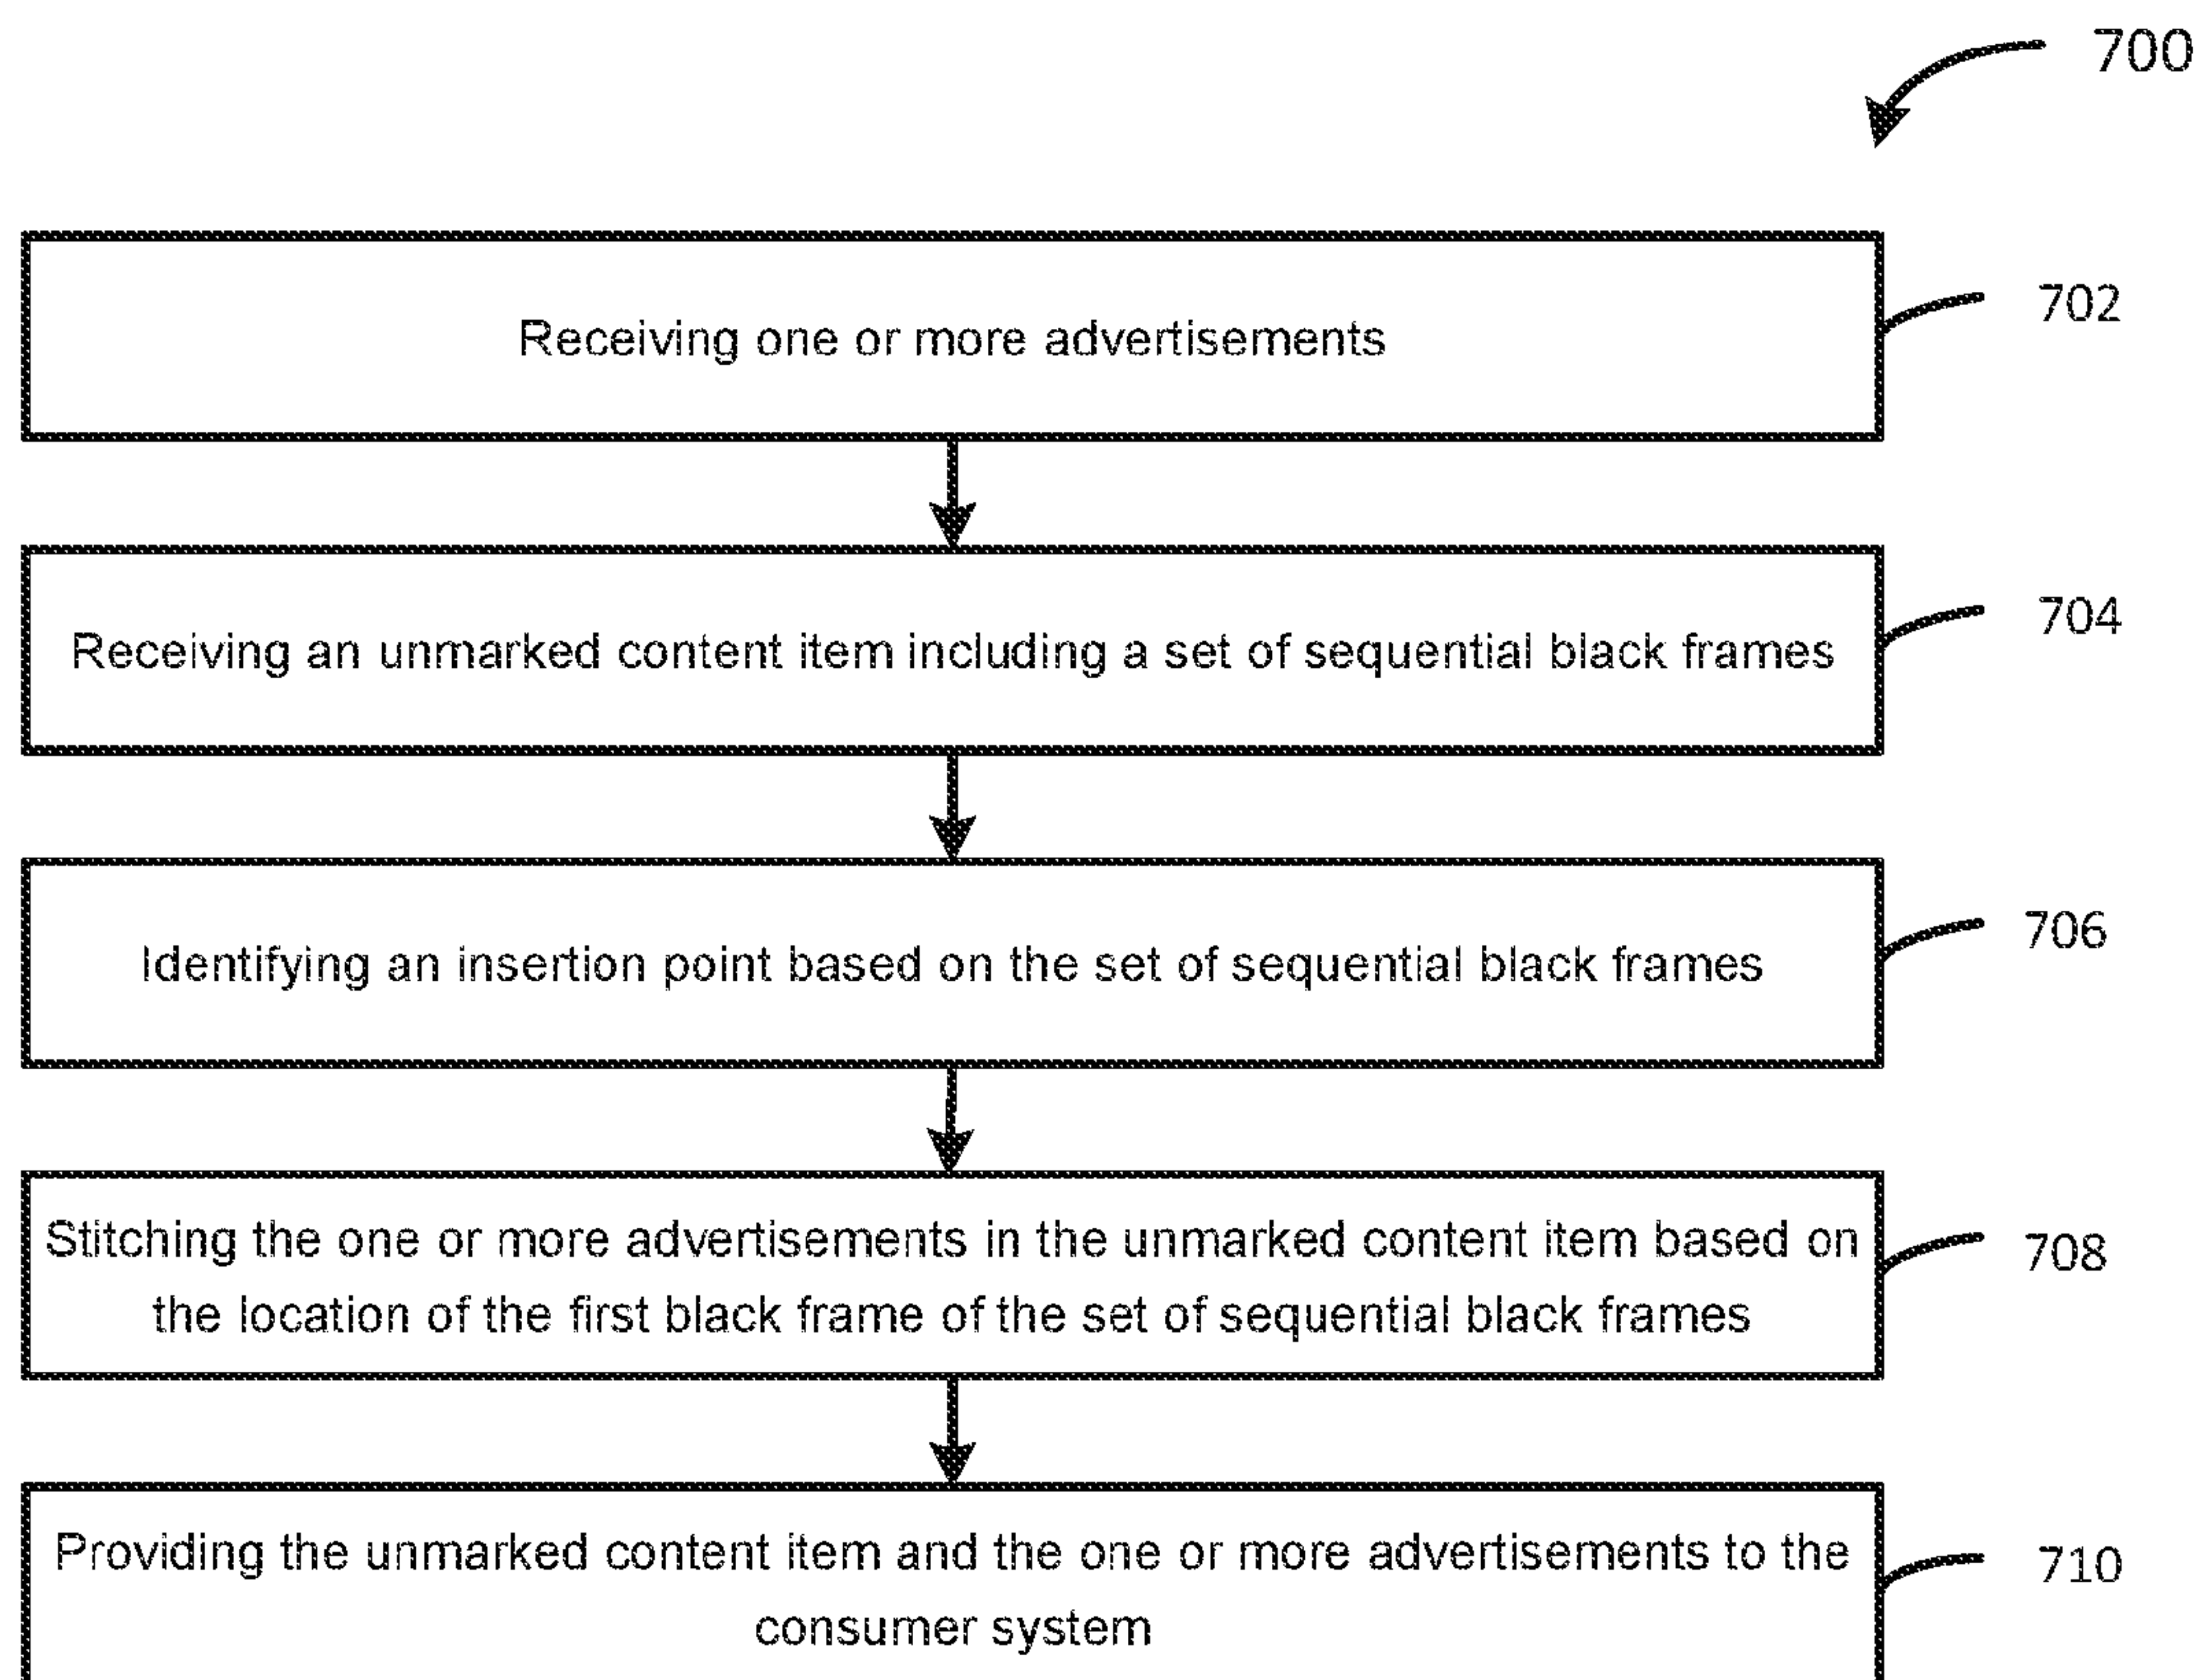 700
Receiving one or more advertisements
702
Receiving an unmarked content item including a set of sequential black frames
704
Identifying an insertion point based on the set of sequential black frames
706
Stitching the one or more advertisements in the unmarked content item based on
the location of the first black frame of the set of sequential black frames
708
Providing the unmarked content item and the one or more advertisements to the
consumer system
710